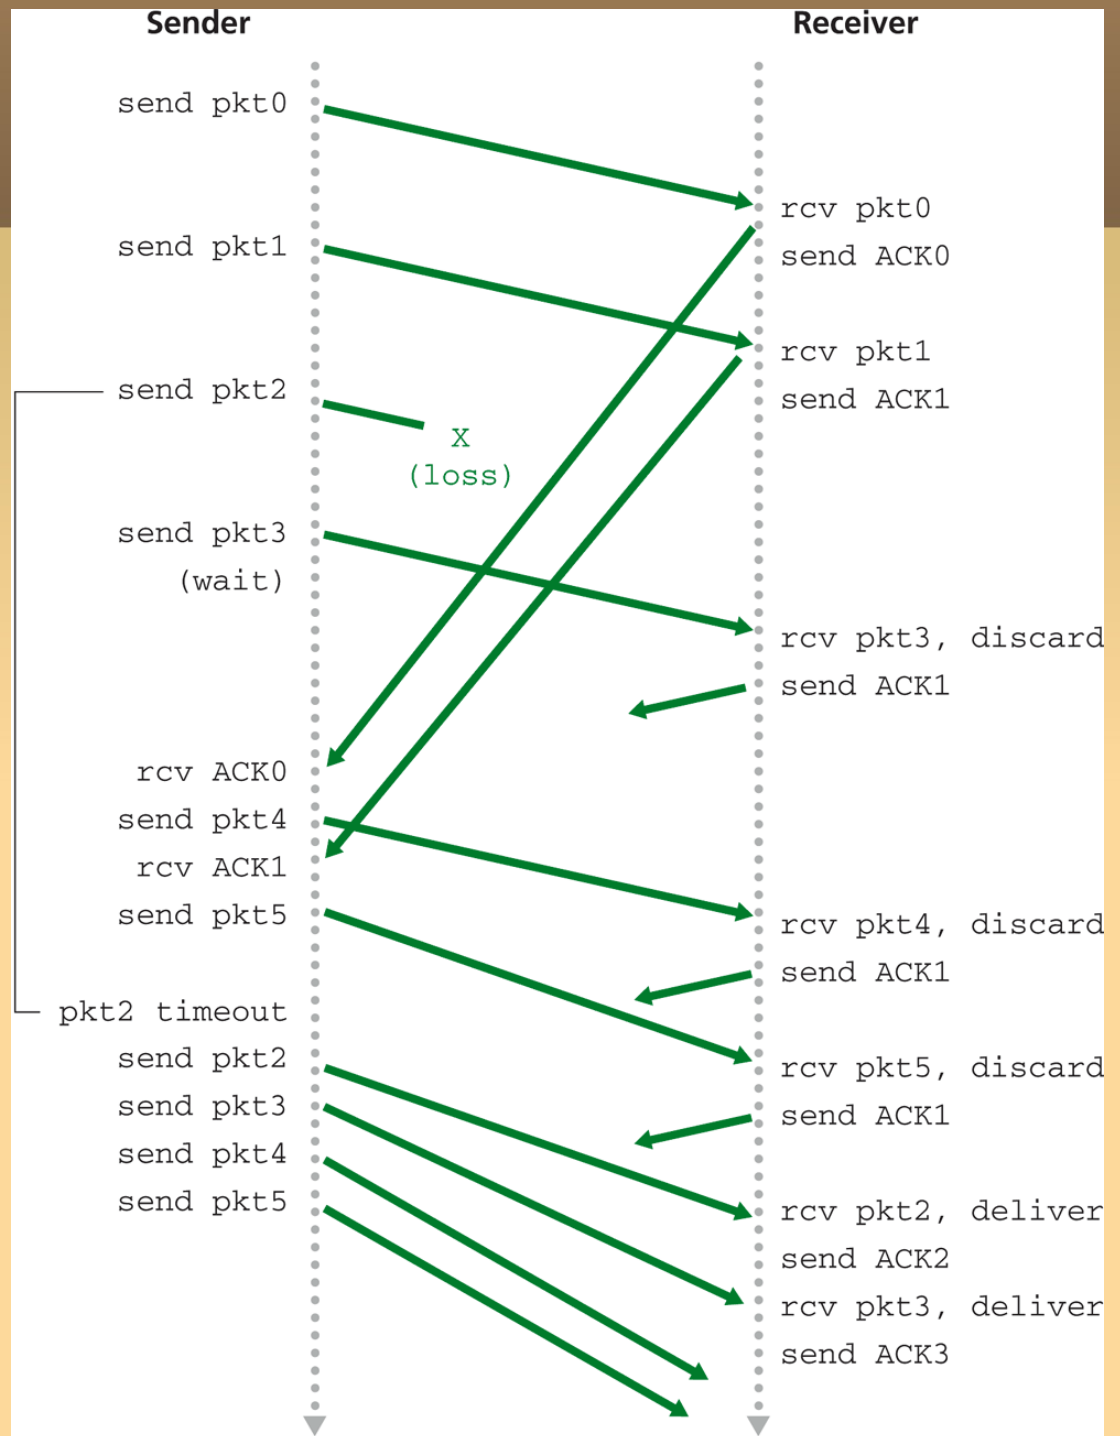 Sender
Receiver
send pkt0
rcv pkt0
send pkt1
send ACK0
rcv pkt1
send pkt2
send ACK1
X
(loss)
send pkt3
(wait)
rcv pkt3, discard
send ACK1
rcv ACK0
send pkt4
rcv ACK1
send pkt5
rcv pkt4, discard
send ACK1
pkt2 timeout
send pkt2
rcv pkt5, discard
send pkt3
send ACK1
send pkt4
send pkt5
rcv pkt2, deliver
send ACK2
rcv pkt3, deliver
send ACK3